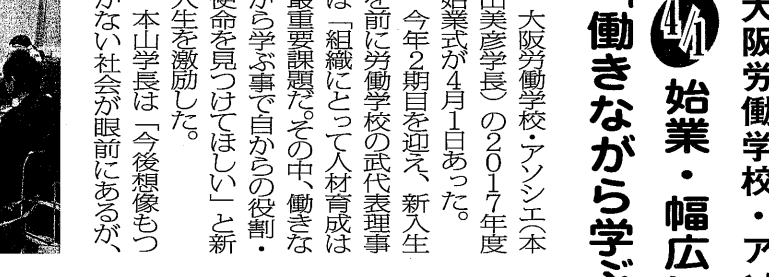 大阪労働学校・ア
4/1 始業・幅広
「働きながら学ぶ
大阪労働学校・アソシエ(本
山美彦学長)の2017年度
始業式が4月1日あった。
今年2期目を迎え、新入生
を前に労働学校の武代表理事
は「組織にとって人材育成は
最重要課題だ。その中、働きな
がら学ぶ事で自からの役割・
使命を見つけてほしい」と新
入生を激励した。
本山学長は「今後想像もつ
かない社会が眼前にあるが、